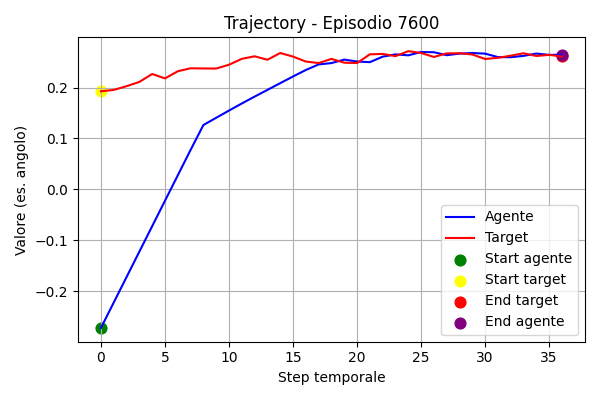 Trajectory - Episodio 7600
Valore (es. angolo)
0.2
0.1
0.0
−0.1
−0.2
0
5
10
15
20
25
30
35
Step temporale
Agente
Target
Start agente
Start target
End target
End agente